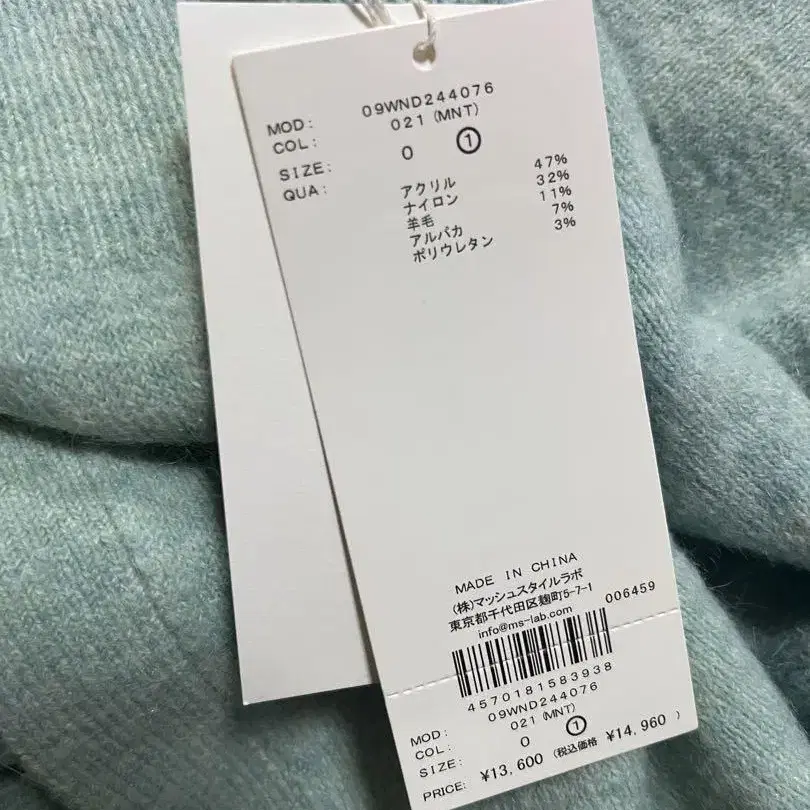 MOD: 09WND244076
COL: 021 (MNT)
SIZE: 0 ①
QUA: アクリル 47%
ナイロン 32%
羊毛 11%
アルパカ 7%
ポリウレタン 3%
MADE IN CHINA
(株)マッシュスタイルラボ
東京都千代田区麹町5-7-1
info@ms-lab.com 006459
4570181583938
MOD: 09WND244076
COL: 021 (MNT)
SIZE: 0 ①
PRICE: ¥13,600 (税込価格 ¥14,960 )